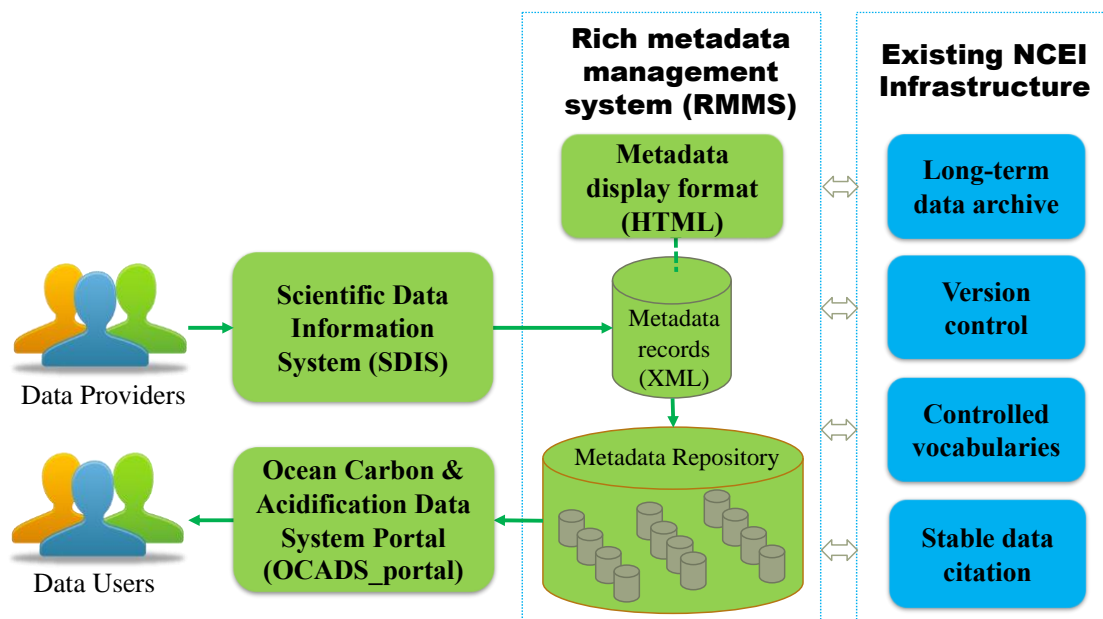 Rich metadata
management
system (RMMS)
Existing NCEI
Infrastructure
Metadata
display format
(HTML)
Long-term
data archive
Scientific Data
Information
System (SDIS)
Metadada
records
(XML)
Version
control
Data Providers
Controlled
vocabularies
Ocean Carbon &
Acidification Data
System Portal
(OCADS_portal)
Metadata Repository
Stable data
citation
Data Users